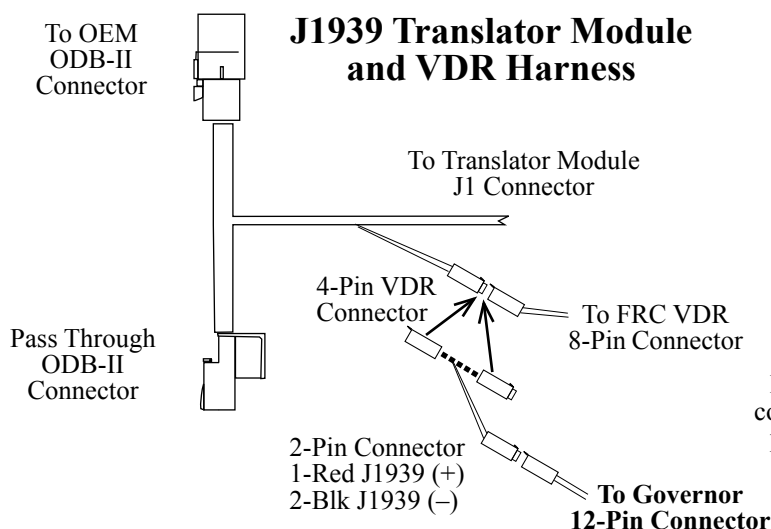 J1939 Translator Module
and VDR Harness
To OEM
ODB-II
Connector
To Translator Module
J1 Connector
4-Pin VDR
Connector
To FRC VDR
8-Pin Connector
Pass Through
ODB-II
Connector
2-Pin Connector
1-Red J1939 (+)
2-Blk J1939 (–)
To Governor
12-Pin Connector